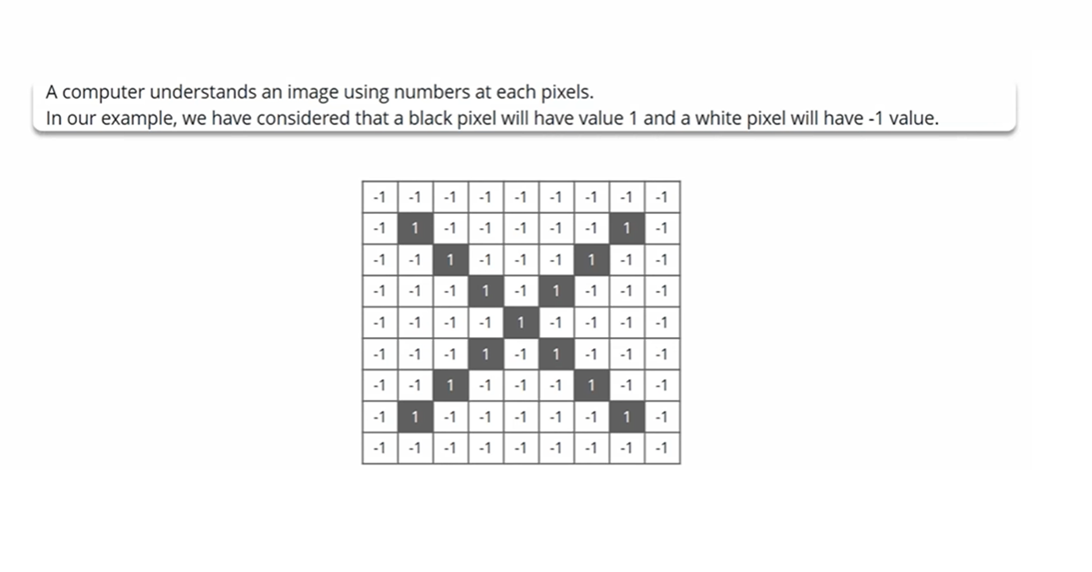 A computer understands an image using numbers at each pixels.
In our example, we have considered that a black pixel will have value 1 and a white pixel will have -1 value.
-1 -1 -1 -1 -1 -1 -1 -1 -1
-1 1 -1 -1 -1 -1 -1 1 -1
-1 -1 1 -1 -1 -1 1 -1 -1
-1 -1 -1 1 -1 1 -1 -1 -1
-1 -1 -1 -1 1 -1 -1 -1 -1
-1 -1 -1 1 -1 1 -1 -1 -1
-1 -1 1 -1 -1 -1 1 -1 -1
-1 1 -1 -1 -1 -1 -1 1 -1
-1 -1 -1 -1 -1 -1 -1 -1 -1